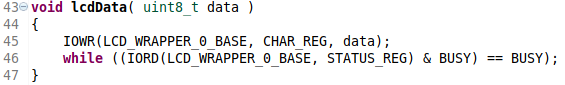 43 void lcdData( uint8_t data )
44 {
45     IOWR(LCD_WRAPPER_0_BASE, CHAR_REG, data);
46     while ((IORD(LCD_WRAPPER_0_BASE, STATUS_REG) & BUSY) == BUSY);
47 }